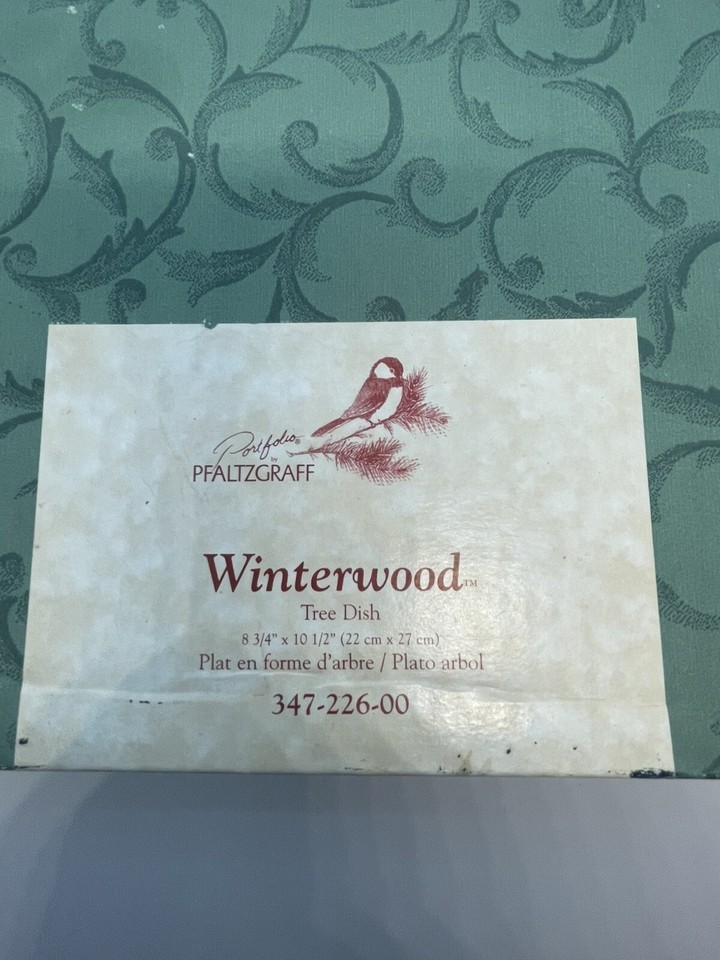 Portfolio®
by
PFALTZGRAFF
Winterwood™
Tree Dish
8 3/4" x 10 1/2" (22 cm x 27 cm)
Plat en forme d'arbre / Plato arbol
347-226-00